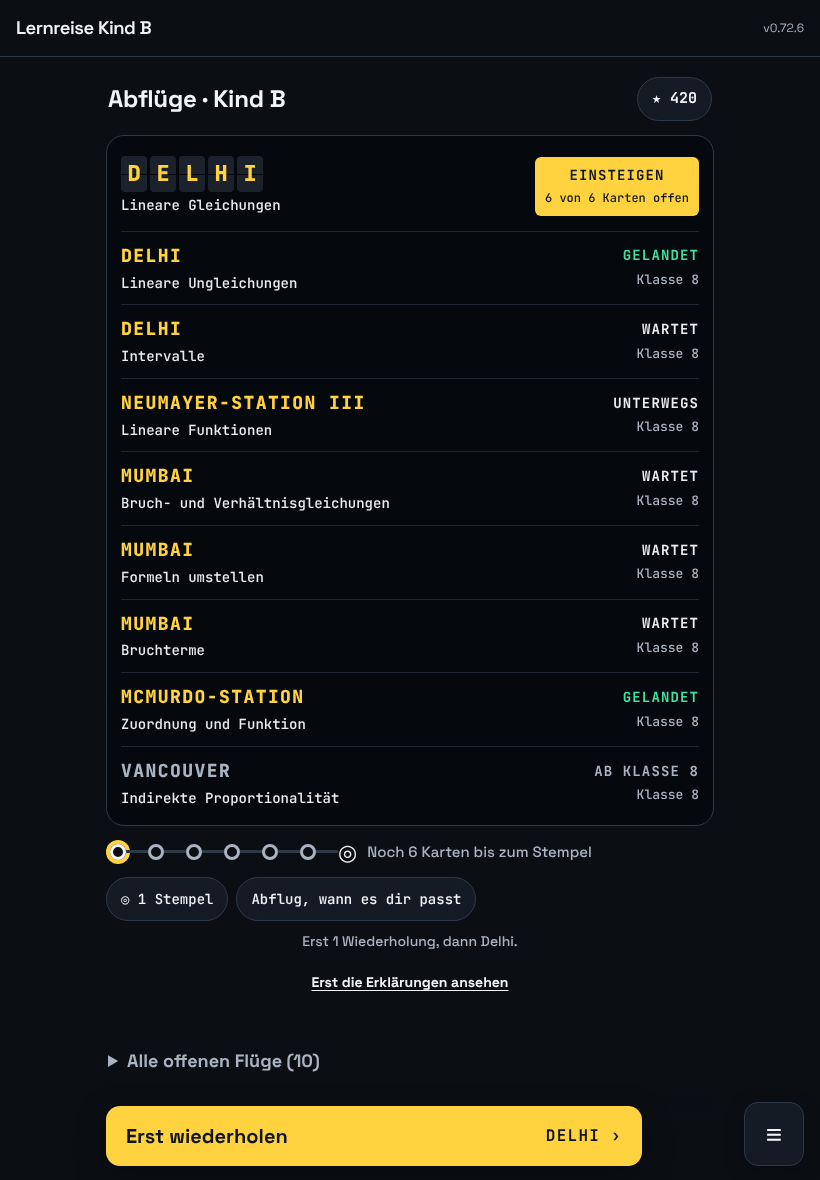 Lernreise Kind B
v0.72.6
Abflüge · Kind B
★ 420
DELHI
Lineare Gleichungen
EINSTEIGEN
6 von 6 Karten offen
DELHI
GELANDET
Lineare Ungleichungen
Klasse 8
DELHI
WARTET
Intervalle
Klasse 8
NEUMAYER-STATION III
UNTERWEGS
Lineare Funktionen
Klasse 8
MUMBAI
WARTET
Bruch- und Verhältnisgleichungen
Klasse 8
MUMBAI
WARTET
Formeln umstellen
Klasse 8
MUMBAI
WARTET
Bruchterme
Klasse 8
MCMURDO-STATION
GELANDET
Zuordnung und Funktion
Klasse 8
VANCOUVER
AB KLASSE 8
Indirekte Proportionalität
Klasse 8
Noch 6 Karten bis zum Stempel
◎ 1 Stempel
Abflug, wann es dir passt
Erst 1 Wiederholung, dann Delhi.
Erst die Erklärungen ansehen
▶ Alle offenen Flüge (10)
Erst wiederholen
DELHI ›